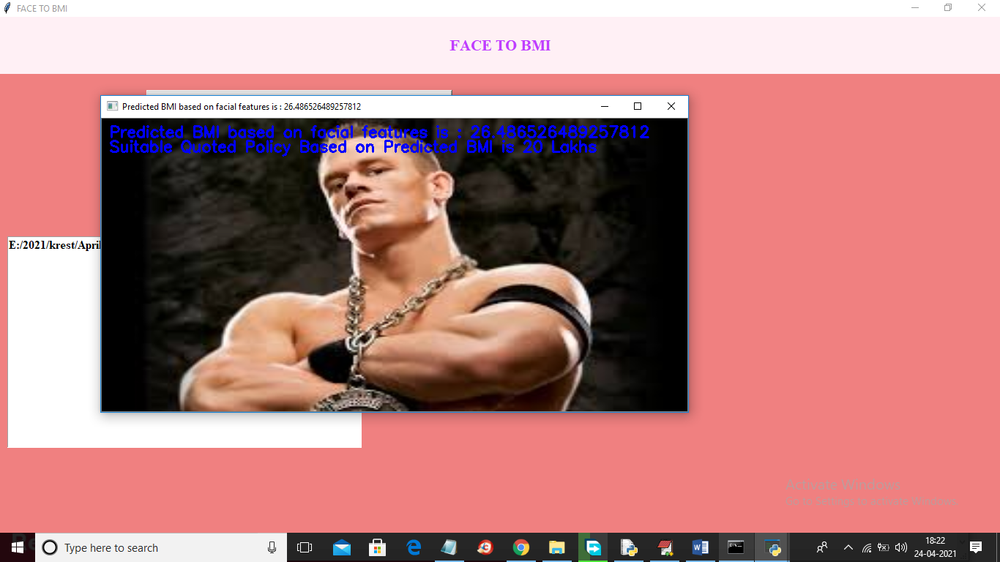 FACE TO BMI
FACE TO BMI
Predicted BMI based on facial features is : 26.486526489257812
Predicted BMI based on facial features is : 26.486526489257812
Suitable Quoted Policy Based on Predicted BMI is 20 Lakhs
E:/2021/krest/April
Activate Windows
Go to Settings to activate Windows.
Type here to search
18:22
24-04-2021